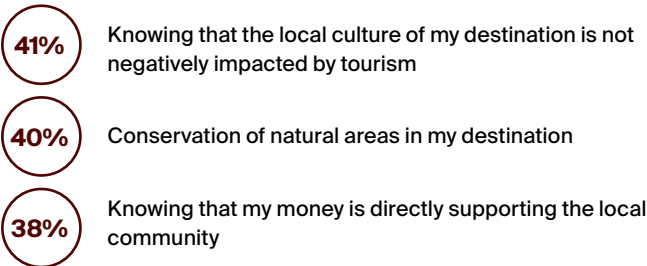 41%
Knowing that the local culture of my destination is not
negatively impacted by tourism
40%
Conservation of natural areas in my destination
38%
Knowing that my money is directly supporting the local
community